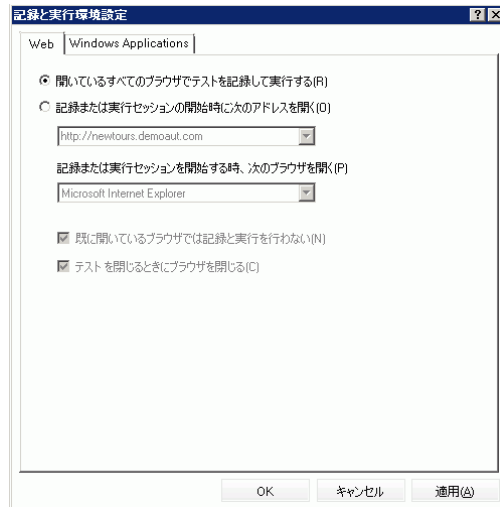 記録と実行環境設定
Web Windows Applications
開いているすべてのブラウザでテストを記録して実行する(R)
記録または実行セッションの開始時に次のアドレスを開く(O)
http://newtours.demoaut.com
記録または実行セッションを開始する時、次のブラウザを開く(P)
Microsoft Internet Explorer
既に開いているブラウザでは記録と実行を行わない(N)
テストを閉じるときにブラウザを閉じる(C)
OK キャンセル 適用(A)